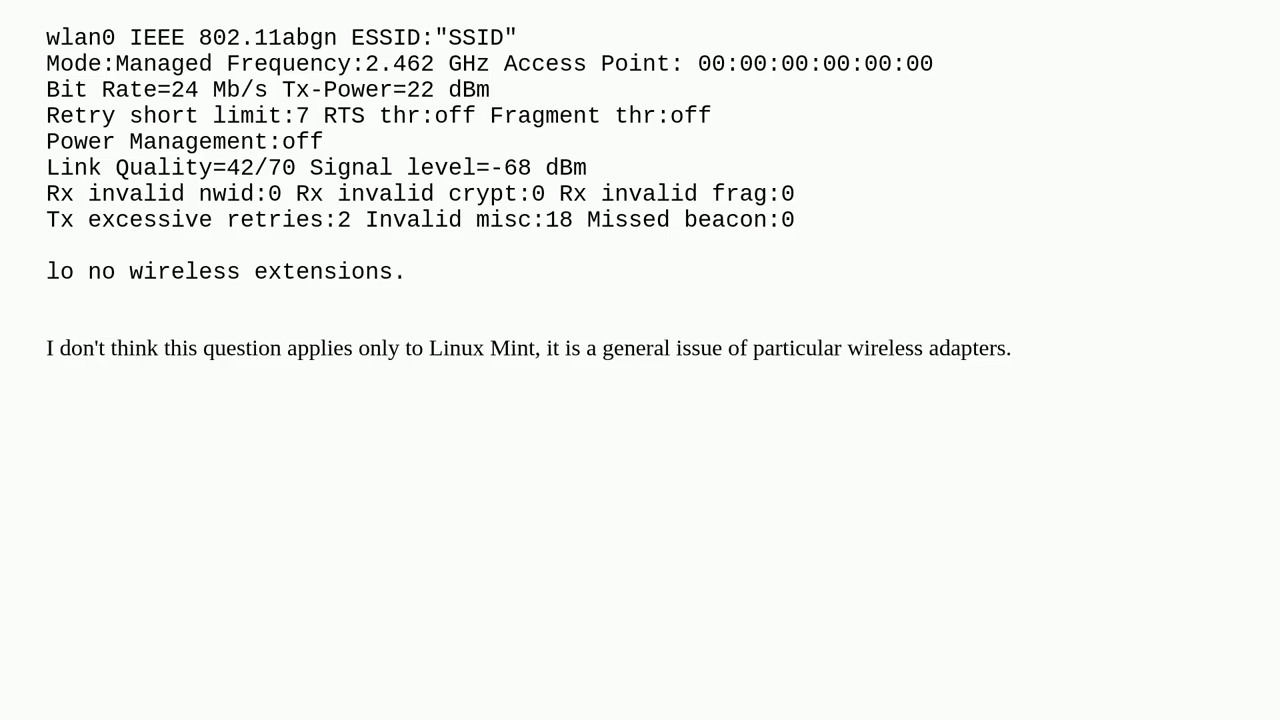 wlan0 IEEE 802.11abgn ESSID:"SSID"
Mode:Managed Frequency:2.462 GHz Access Point: 00:00:00:00:00:00
Bit Rate=24 Mb/s Tx-Power=22 dBm
Retry short limit:7 RTS thr:off Fragment thr:off
Power Management:off
Link Quality=42/70 Signal level=-68 dBm
Rx invalid nwid:0 Rx invalid crypt:0 Rx invalid frag:0
Tx excessive retries:2 Invalid misc:18 Missed beacon:0
lo no wireless extensions.
I don't think this question applies only to Linux Mint, it is a general issue of particular wireless adapters.